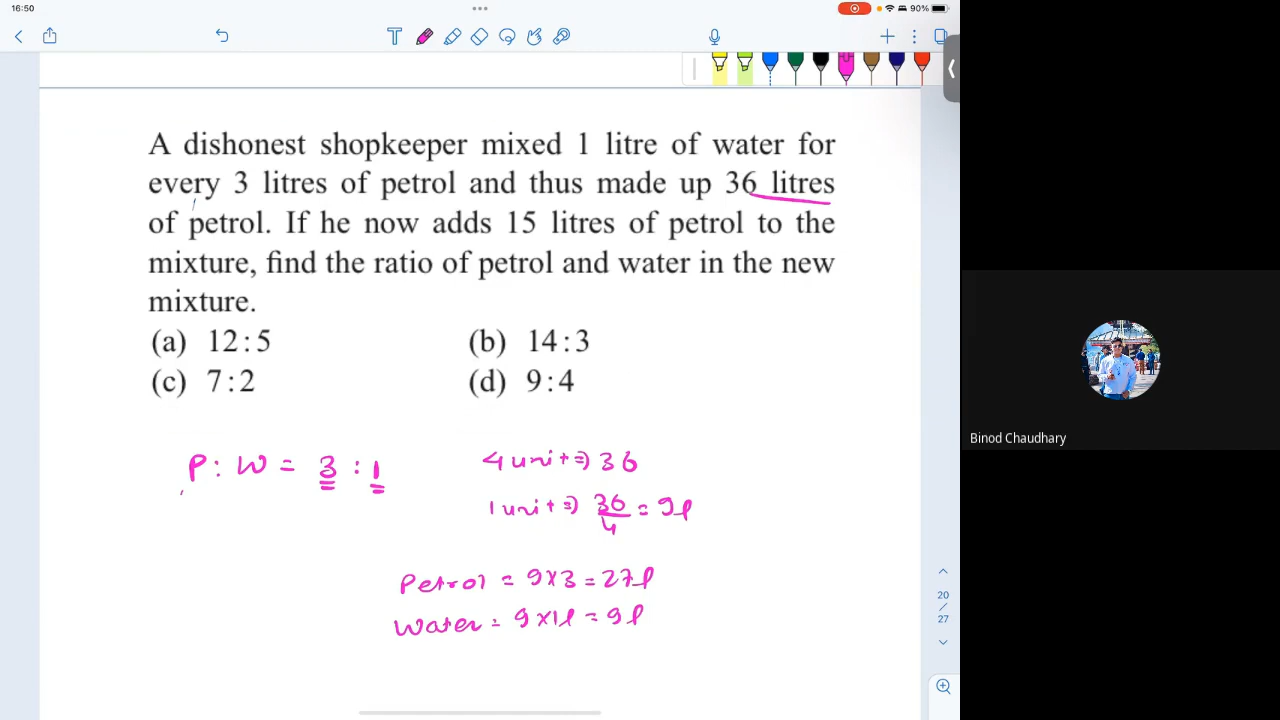 16:50
90%
T
A dishonest shopkeeper mixed 1 litre of water for
every 3 litres of petrol and thus made up 36 litres
of petrol. If he now adds 15 litres of petrol to the
mixture, find the ratio of petrol and water in the new
mixture.
(a) 12:5 (b) 14:3
(c) 7:2 (d) 9:4
P : W = 3 : 1
4 unit ⇒ 36
1 unit ⇒ 36/4 = 9l
Petrol = 9×3 = 27l
Water = 9×1l = 9l
Binod Chaudhary
20
/
27